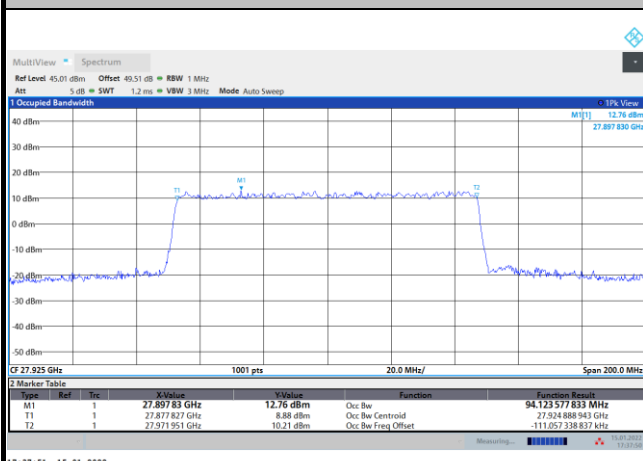 MultiView Spectrum
Ref Level 45.01 dBm Offset 49.51 dB RBW 1 MHz
Att 5 dB SWT 1.2 ms VBW 3 MHz Mode Auto Sweep
1 Occupied Bandwidth 1Pk View
M1[1] 12.76 dBm
27.897 830 GHz
40 dBm
30 dBm
20 dBm
M1
T1 T2
10 dBm
0 dBm
-10 dBm
-20 dBm
-30 dBm
-40 dBm
-50 dBm
CF 27.925 GHz 1001 pts 20.0 MHz/ Span 200.0 MHz
2 Marker Table
Type Ref Trc X-Value Y-Value Function Function Result
M1 1 27.897 83 GHz 12.76 dBm Occ Bw 94.123 577 833 MHz
T1 1 27.877 827 GHz 8.88 dBm Occ Bw Centroid 27.924 888 943 GHz
T2 1 27.971 951 GHz 10.21 dBm Occ Bw Freq Offset -111.057 338 837 kHz
Measuring... 15.01.2022
17:37:50